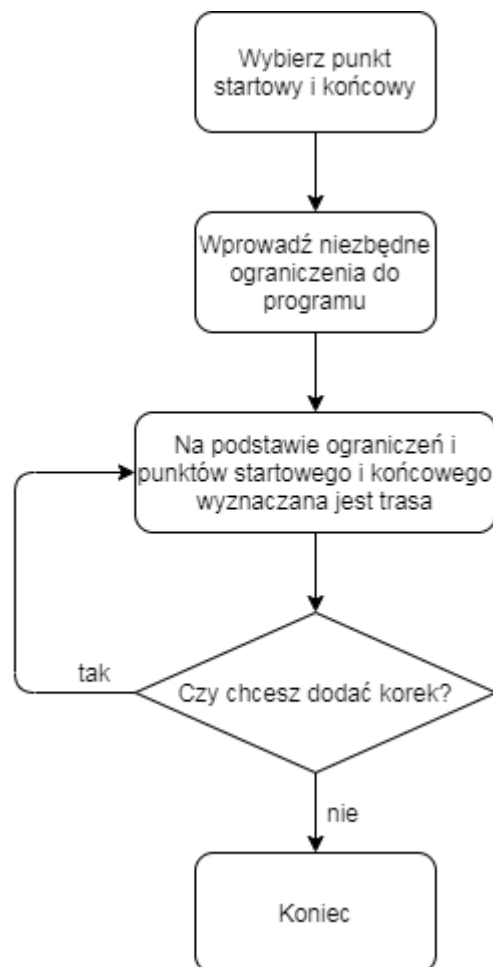 Wybierz punkt
startowy i końcowy
Wprowadź niezbędne
ograniczenia do
programu
Na podstawie ograniczeń i
punktów startowego i końcowego
wyznaczana jest trasa
tak
Czy chcesz dodać korek?
nie
Koniec